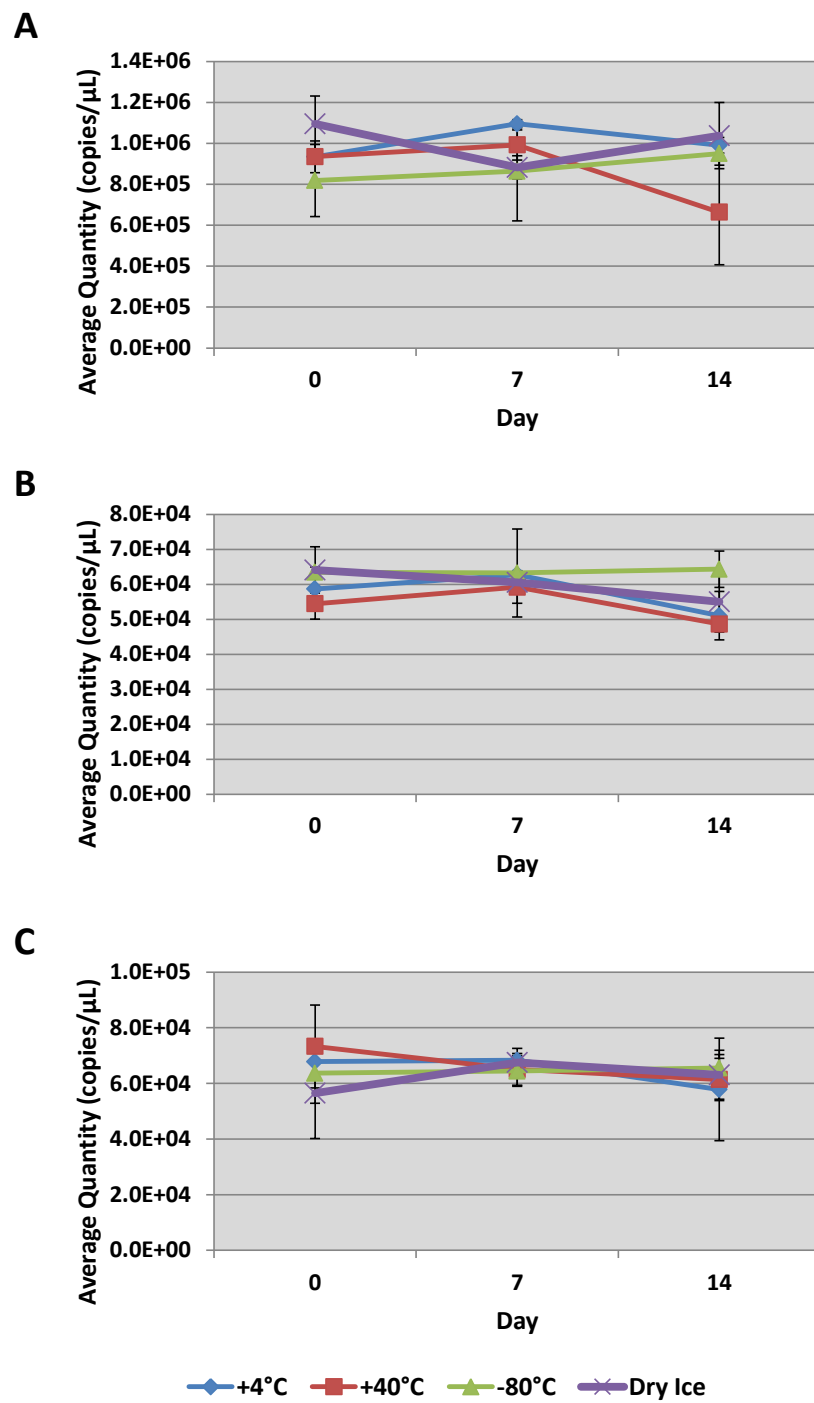 A
Average Quantity (copies/µL)
1.4E+06
1.2E+06
1.0E+06
8.0E+05
6.0E+05
4.0E+05
2.0E+05
0.0E+00
0 7 14
Day
B
Average Quantity (copies/µL)
8.0E+04
7.0E+04
6.0E+04
5.0E+04
4.0E+04
3.0E+04
2.0E+04
1.0E+04
0.0E+00
0 7 14
Day
C
Average Quantity (copies/µL)
1.0E+05
8.0E+04
6.0E+04
4.0E+04
2.0E+04
0.0E+00
0 7 14
Day
+4°C +40°C -80°C Dry Ice